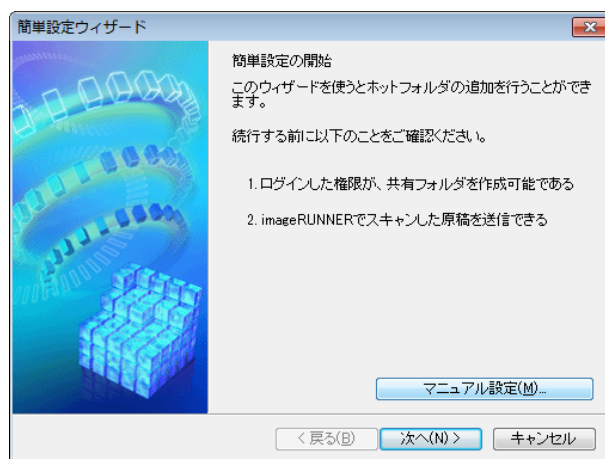 簡単設定ウィザード
簡単設定の開始
このウィザードを使うとホットフォルダの追加を行うことができ
ます。
続行する前に以下のことをご確認ください。
1. ログインした権限が、共有フォルダを作成可能である
2. imageRUNNERでスキャンした原稿を送信できる
マニュアル設定(M)...
< 戻る(B)
次へ(N) >
キャンセル